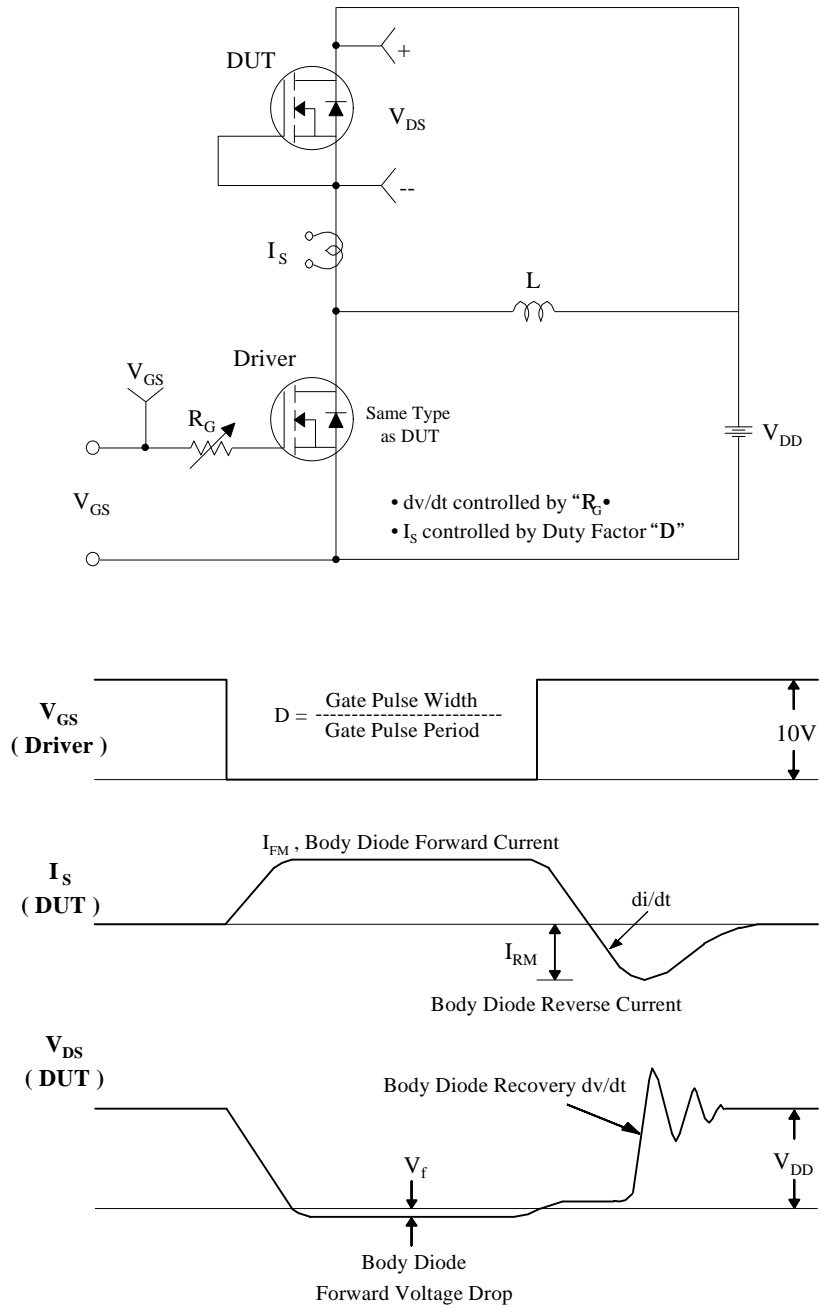 DUT
+
V_DS
--
I_S
L
Driver
V_GS
R_G
Same Type
as DUT
V_DD
V_GS
• dv/dt controlled by “R_G•
• I_S controlled by Duty Factor “D”
V_GS
( Driver )
D = Gate Pulse Width
--------------------------
Gate Pulse Period
10V
I_FM , Body Diode Forward Current
I_S
( DUT )
di/dt
I_RM
Body Diode Reverse Current
V_DS
( DUT )
Body Diode Recovery dv/dt
V_f
V_DD
Body Diode
Forward Voltage Drop